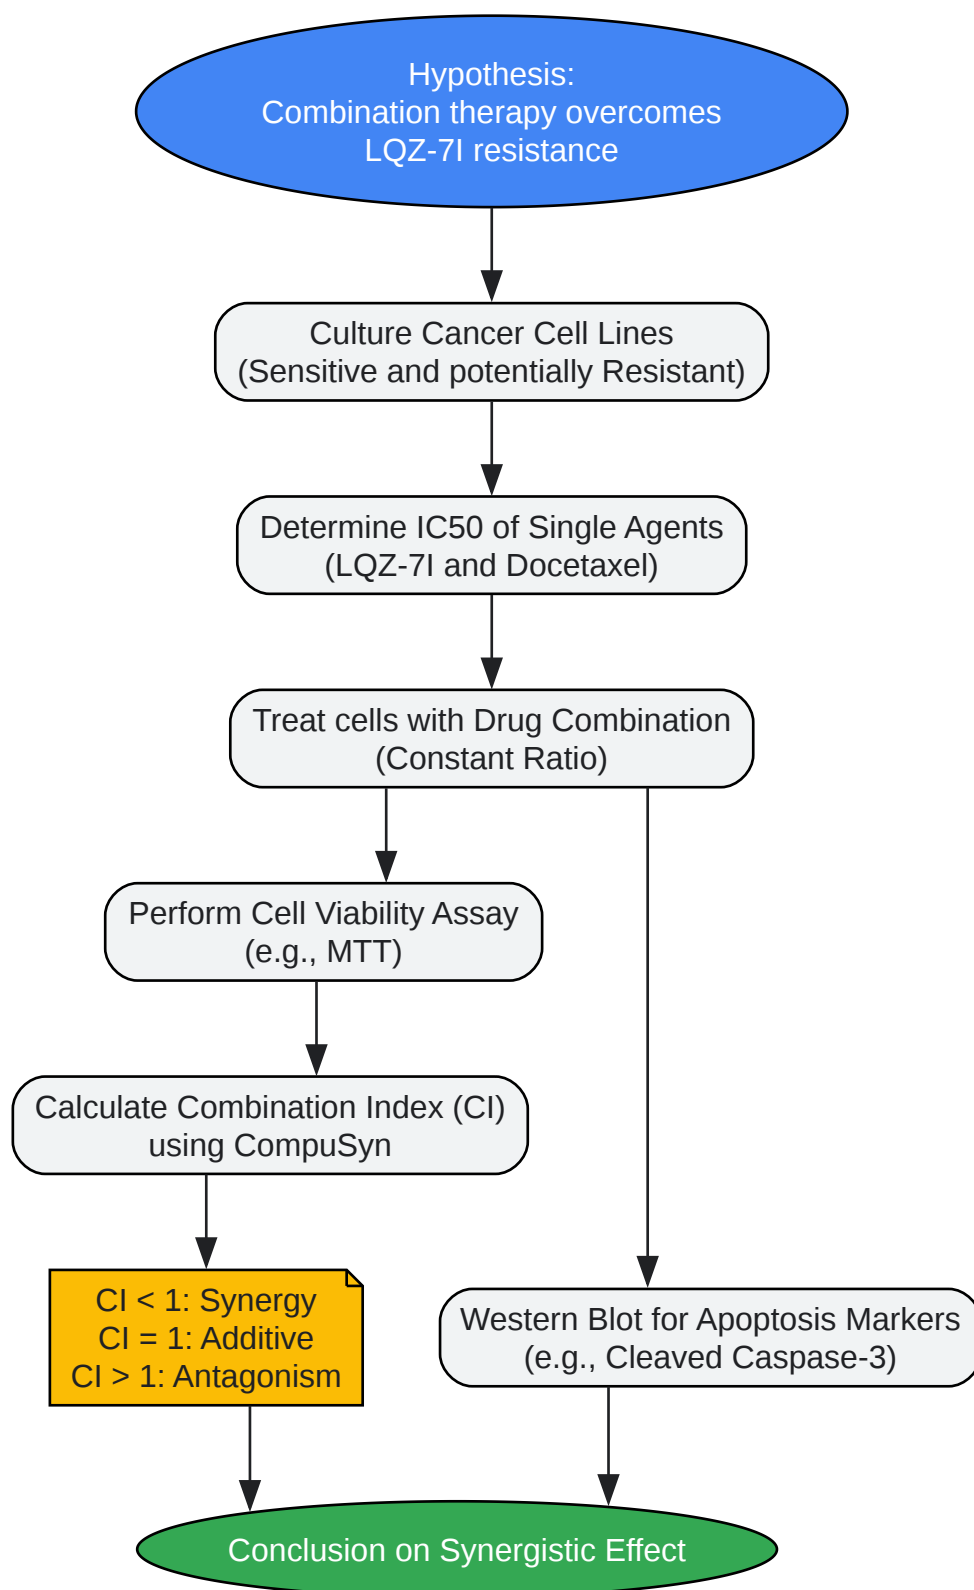 Hypothesis:
Combination therapy overcomes
LQZ-7I resistance
Culture Cancer Cell Lines
(Sensitive and potentially Resistant)
Determine IC50 of Single Agents
(LQZ-7I and Docetaxel)
Treat cells with Drug Combination
(Constant Ratio)
Perform Cell Viability Assay
(e.g., MTT)
Calculate Combination Index (CI)
using CompuSyn
CI < 1: Synergy
CI = 1: Additive
CI > 1: Antagonism
Western Blot for Apoptosis Markers
(e.g., Cleaved Caspase-3)
Conclusion on Synergistic Effect